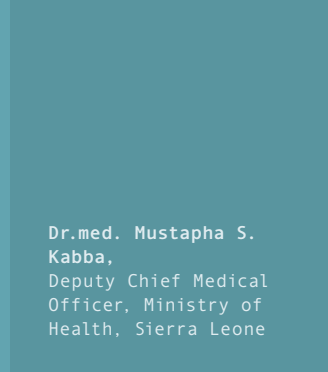 Dr.med. Mustapha S.
Kabba,
Deputy Chief Medical
Officer, Ministry of
Health, Sierra Leone